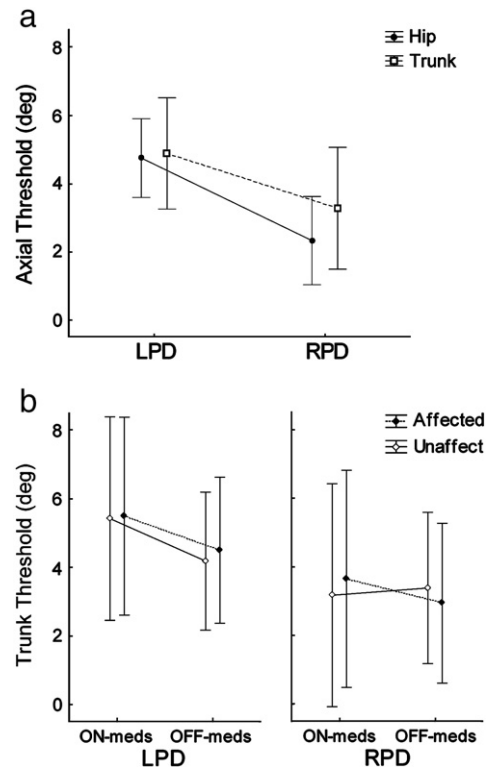 a
Hip
Trunk
Axial Threshold (deg)
8
6
4
2
0
LPD RPD
b
Affected
Unaffect
Trunk Threshold (deg)
8
6
4
2
0
ON-meds OFF-meds ON-meds OFF-meds
LPD RPD